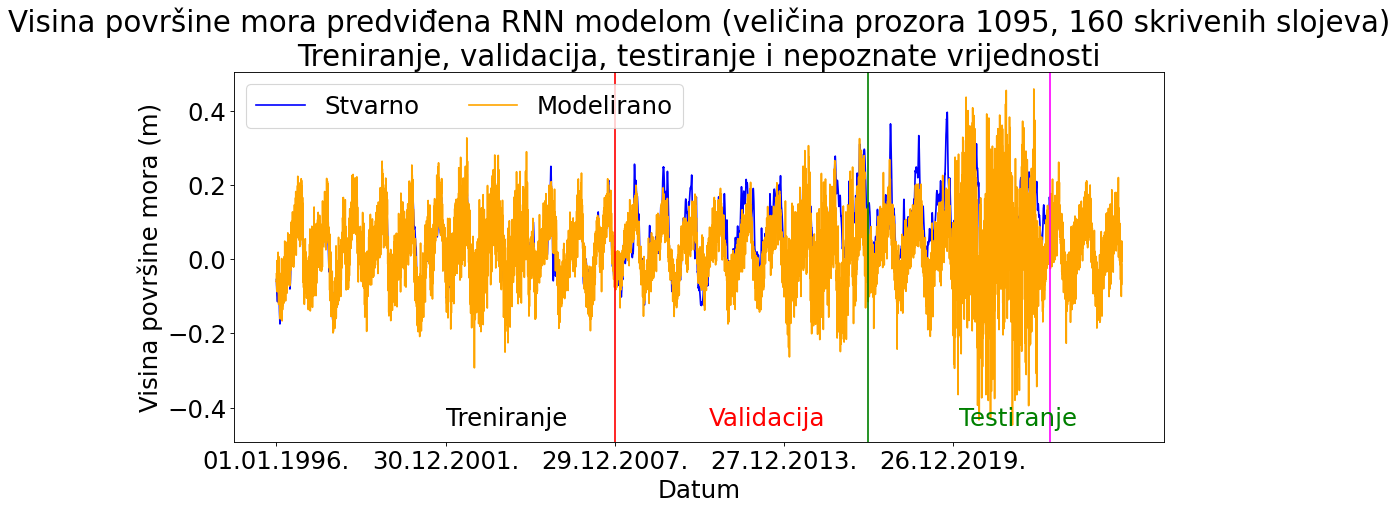 Visina površine mora predviđena RNN modelom (veličina prozora 1095, 160 skrivenih slojeva)
Treniranje, validacija, testiranje i nepoznate vrijednosti
Stvarno Modelirano
Visina površine mora (m)
0.4
0.2
0.0
−0.2
−0.4
Treniranje Validacija Testiranje
01.01.1996. 30.12.2001. 29.12.2007. 27.12.2013. 26.12.2019.
Datum